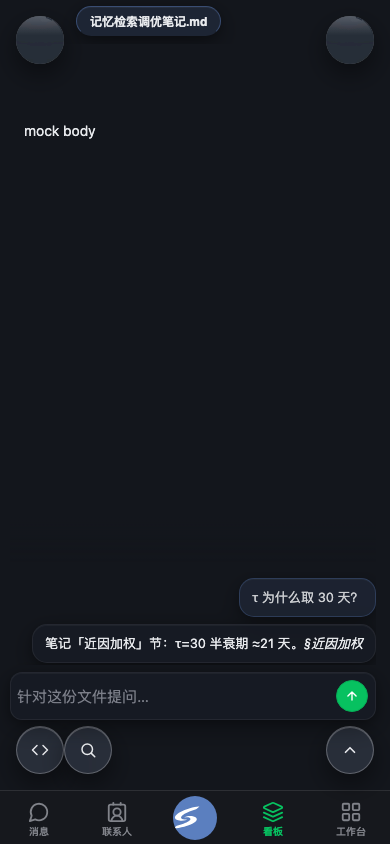 记忆检索调优笔记.md
mock body
τ 为什么取 30 天?
笔记「近因加权」节：τ=30 半衰期 ≈21 天。§近因加权
针对这份文件提问...
消息
联系人
看板
工作台